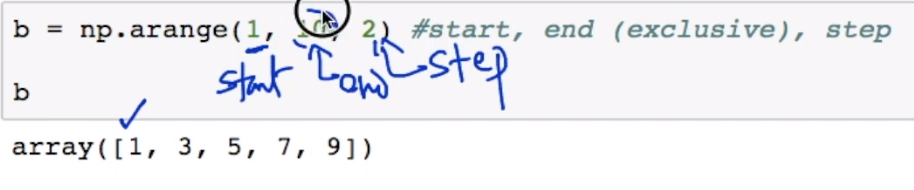 b = np.arange(1, 10, 2) #start, end (exclusive), step
start end step
b
array([1, 3, 5, 7, 9])